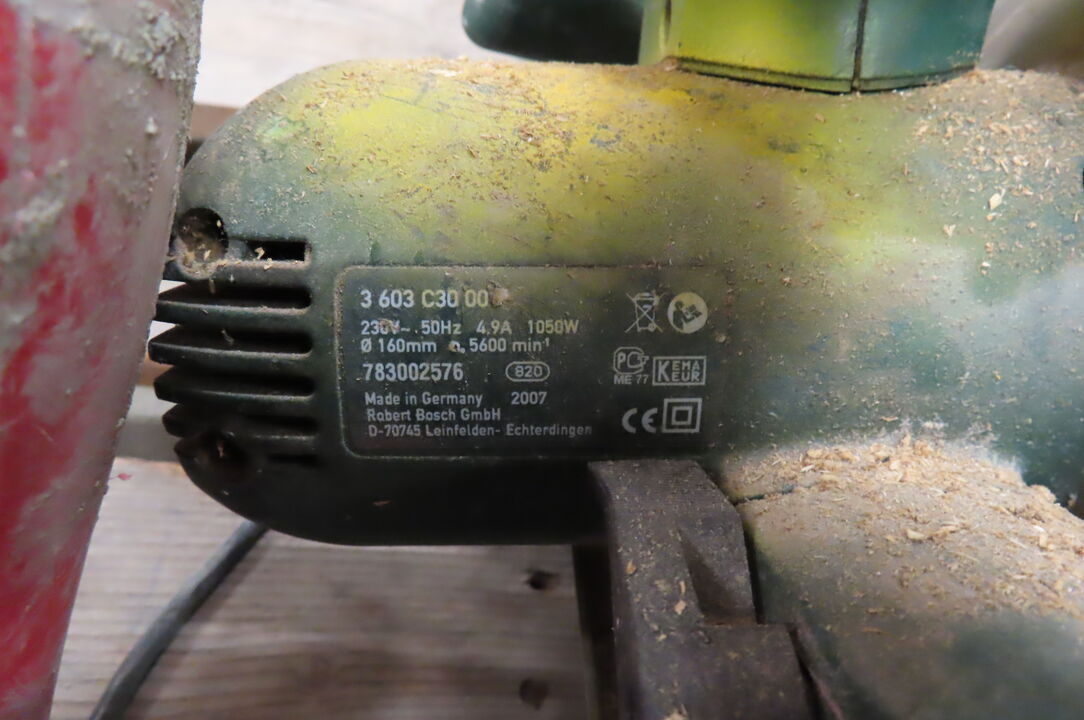 3 603 C30 00
230V~ 50Hz 4.9A 1050W
Ø 160mm 5600 min⁻¹
783002576 820
Made in Germany 2007
Robert Bosch GmbH
D-70745 Leinfelden- Echterdingen
PC
ME 77
KEMA
KEUR
CE